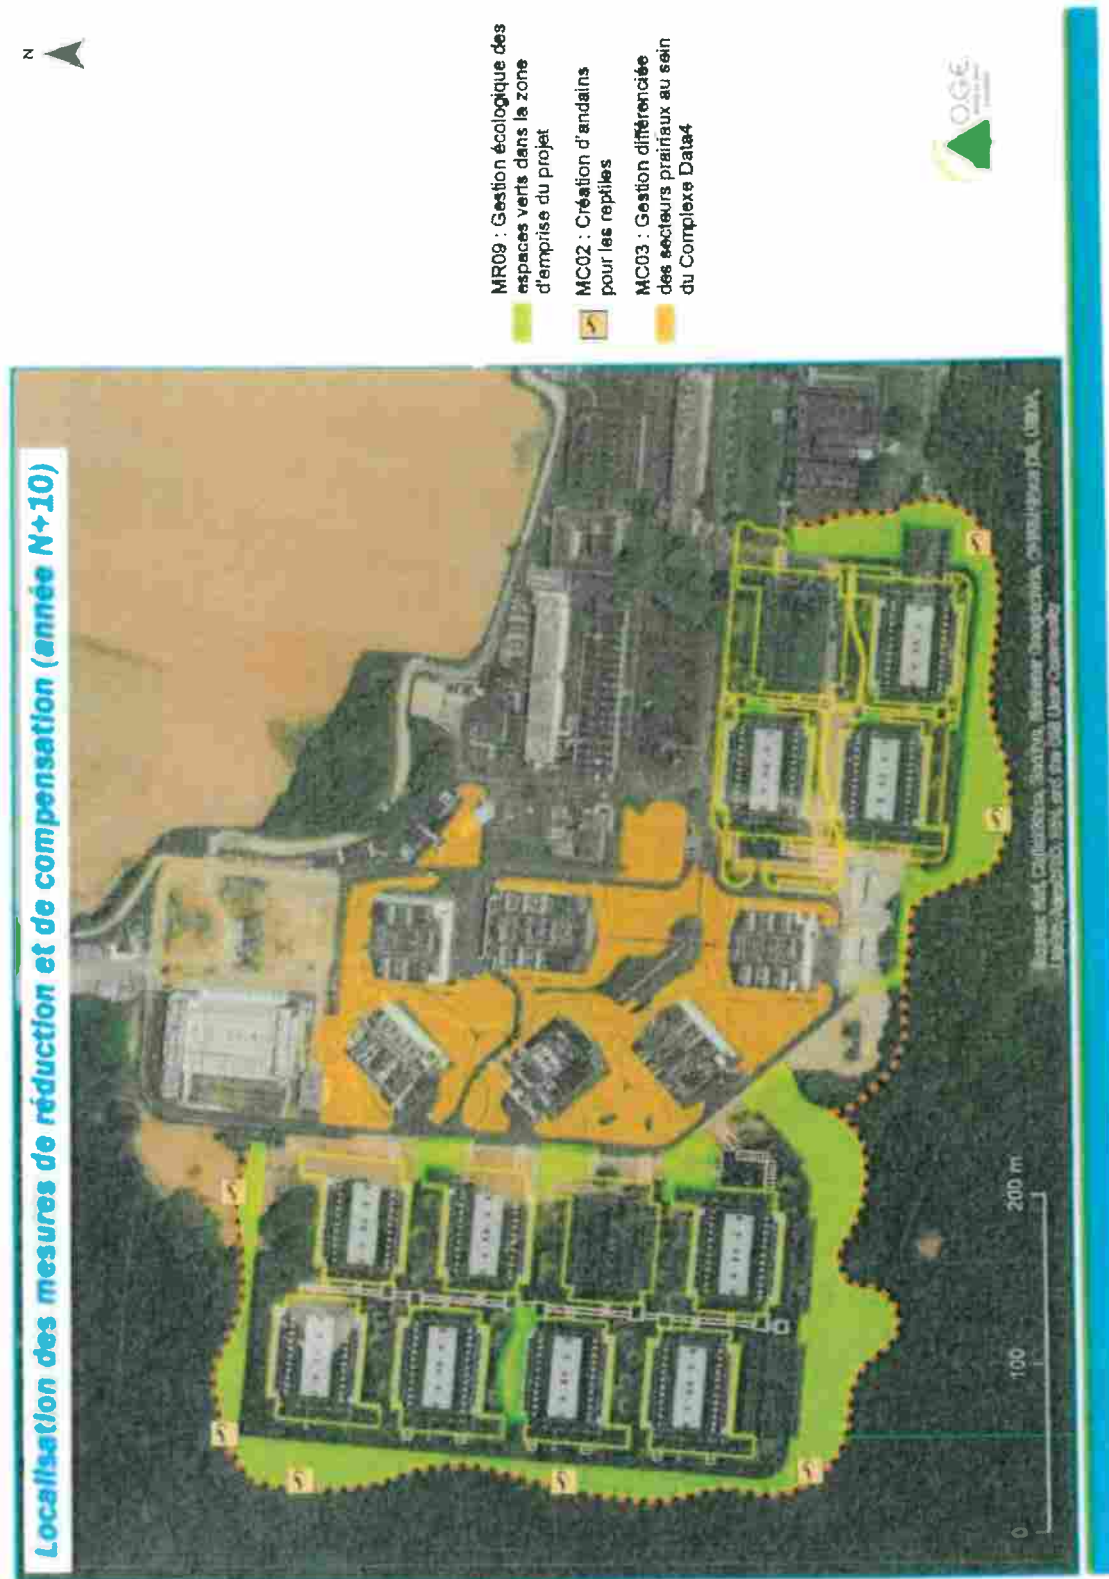 Localisation des mesures de réduction et de compensation (année N+10)
N
MR09 : Gestion écologique des
espaces verts dans la zone
d'emprise du projet
MC02 : Création d'andains
pour les reptiles
MC03 : Gestion différenciée
des secteurs prairiaux au sein
du Complexe Data4
O.G.E.
0 100 200 m